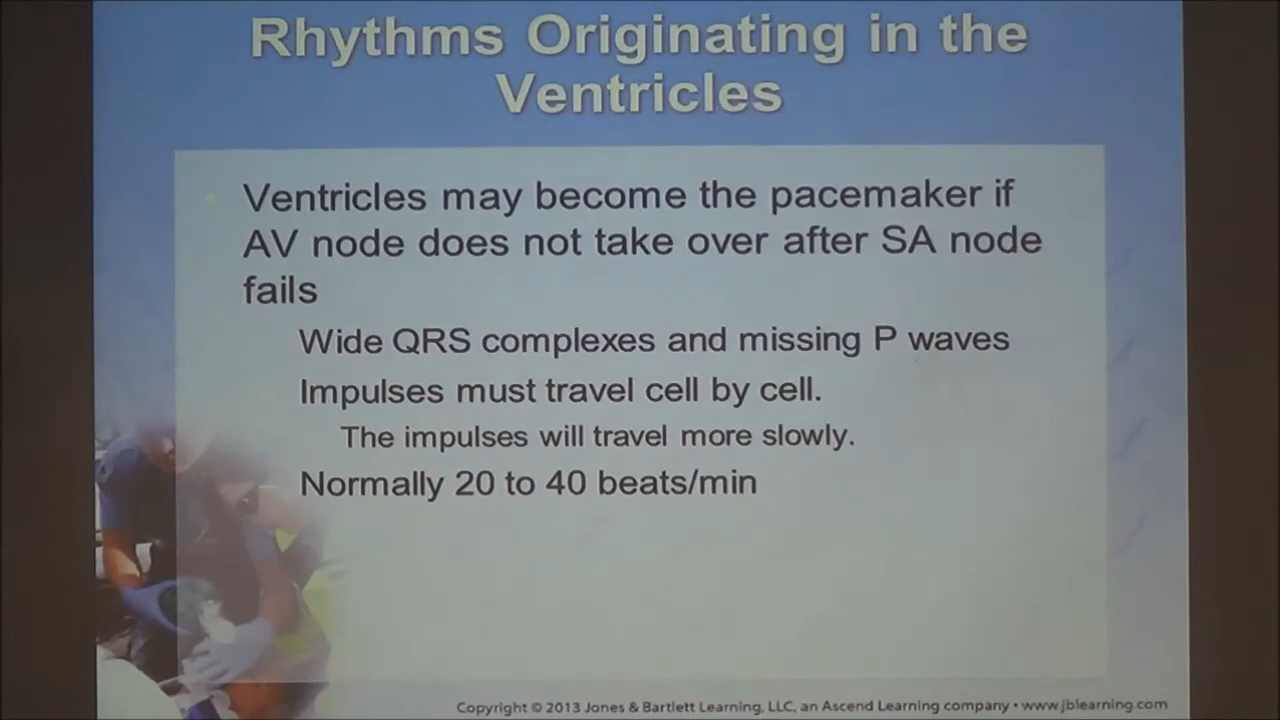 Rhythms Originating in the
Ventricles
Ventricles may become the pacemaker if
AV node does not take over after SA node
fails
Wide QRS complexes and missing P waves
Impulses must travel cell by cell.
The impulses will travel more slowly.
Normally 20 to 40 beats/min
Copyright © 2013 Jones & Bartlett Learning, LLC, an Ascend Learning company • www.jblearning.com